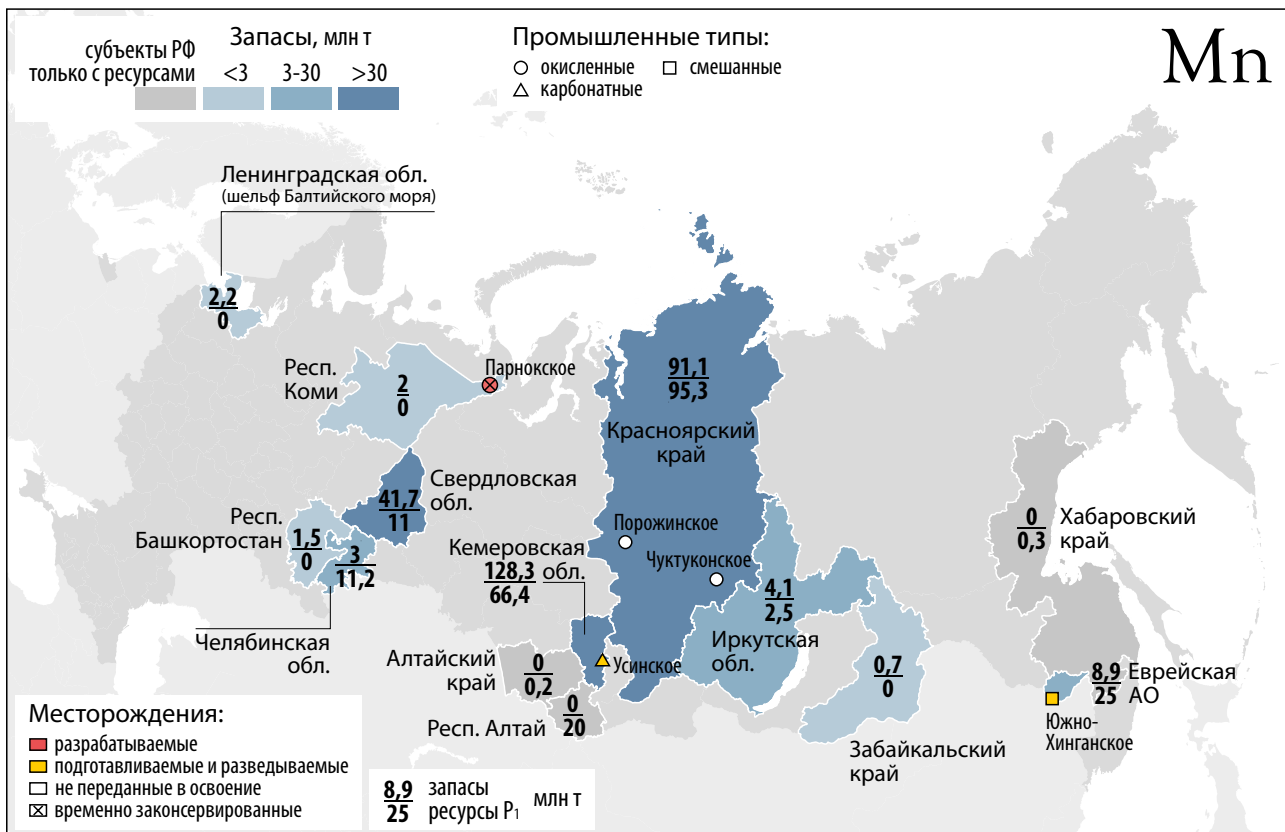 Mn
Запасы, млн т
субъекты РФ
только с ресурсами
<3
3-30
>30
Промышленные типы:
окисленные
смешанные
карбонатные
Ленинградская обл.
(шельф Балтийского моря)
2,2
0
Респ.
Коми
2
0
Парнокское
91,1
95,3
Красноярский
край
Свердловская
обл.
41,7
11
Респ.
Башкортостан
1,5
0
3
11,2
Челябинская
обл.
Кемеровская
обл.
128,3
66,4
Порожинское
Чуктуконское
4,1
2,5
Иркутская
обл.
Усинское
Алтайский
край
0
0,2
Респ. Алтай
0
20
0,7
0
Забайкальский
край
0
0,3
Хабаровский
край
8,9
25
Еврейская
АО
Южно-
Хинганское
Месторождения:
разрабатываемые
подготавливаемые и разведываемые
не переданные в освоение
временно законсервированные
8,9
25
запасы
ресурсы P₁
млн т